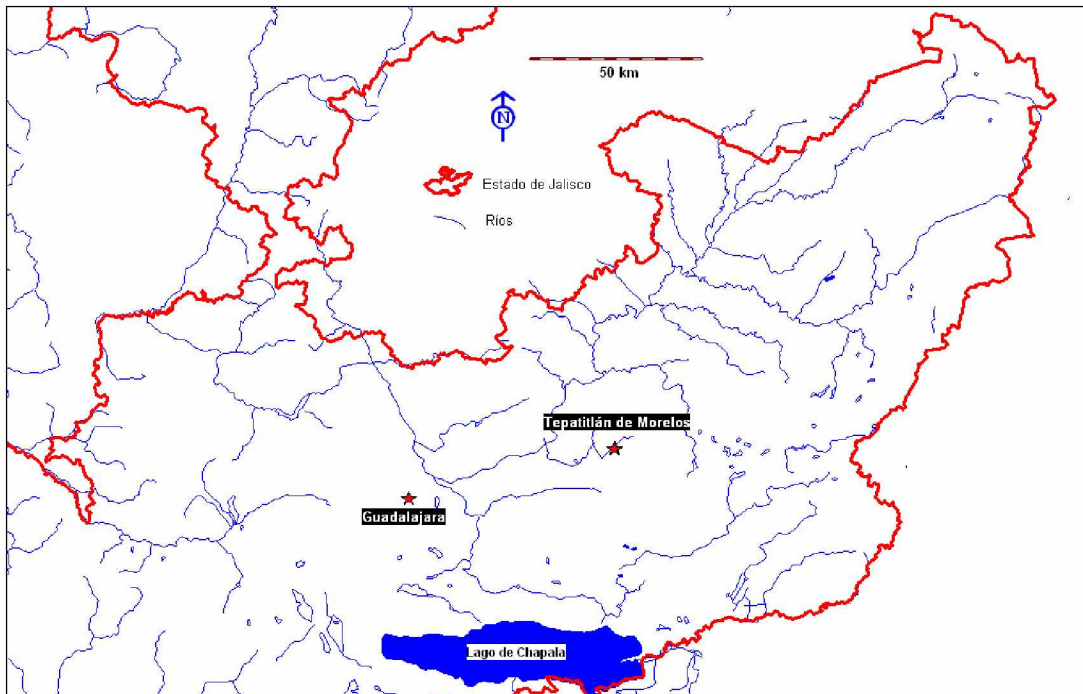 50 km
N
Estado de Jalisco
Ríos
Tepatitlán de Morelos
Guadalajara
Lago de Chapala